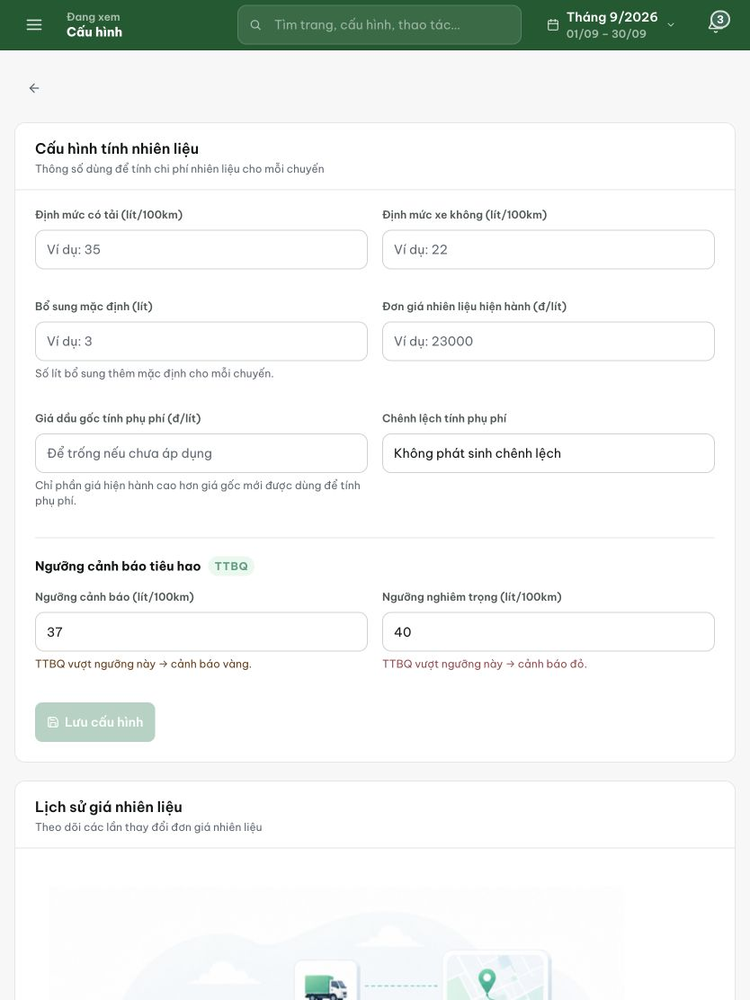 Đang xem
Cấu hình
Tìm trang, cấu hình, thao tác...
Tháng 9/2026
01/09 – 30/09
3
Cấu hình tính nhiên liệu
Thông số dùng để tính chi phí nhiên liệu cho mỗi chuyến
Định mức có tải (lít/100km)
Định mức xe không (lít/100km)
Ví dụ: 35
Ví dụ: 22
Bổ sung mặc định (lít)
Đơn giá nhiên liệu hiện hành (đ/lít)
Ví dụ: 3
Ví dụ: 23000
Số lít bổ sung thêm mặc định cho mỗi chuyến.
Giá dầu gốc tính phụ phí (đ/lít)
Chênh lệch tính phụ phí
Để trống nếu chưa áp dụng
Không phát sinh chênh lệch
Chỉ phần giá hiện hành cao hơn giá gốc mới được dùng để tính
phụ phí.
Ngưỡng cảnh báo tiêu hao TTBQ
Ngưỡng cảnh báo (lít/100km)
Ngưỡng nghiêm trọng (lít/100km)
37
40
TTBQ vượt ngưỡng này → cảnh báo vàng.
TTBQ vượt ngưỡng này → cảnh báo đỏ.
Lưu cấu hình
Lịch sử giá nhiên liệu
Theo dõi các lần thay đổi đơn giá nhiên liệu